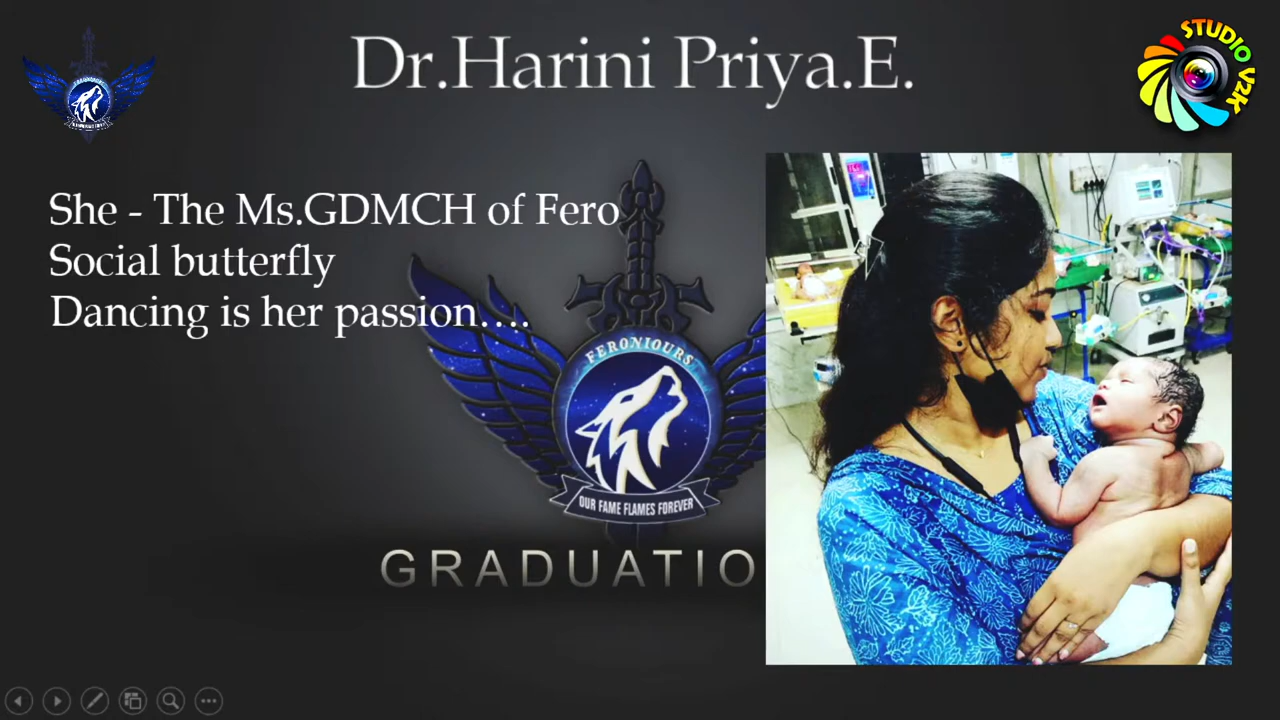 Dr.Harini Priya.E.
STUDIO V2K
She - The Ms.GDMCH of Fero
Social butterfly
Dancing is her passion....
FERONIOURS
OUR FAME FLAMES FOREVER
GRADUATIO